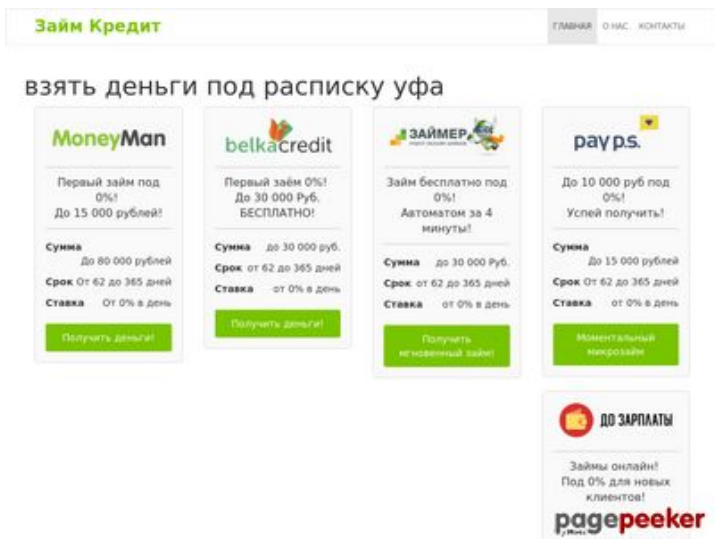 Займ Кредит
ГЛАВНАЯ О НАС КОНТАКТЫ
взять деньги под расписку уфа
MoneyMan
Первый займ под
0%!
До 15 000 рублей!
Сумма
До 80 000 рублей
Срок От 62 до 365 дней
Ставка От 0% в день
Получить деньги!
belkacredit
Первый заём 0%!
До 30 000 Руб.
БЕСПЛАТНО!
Сумма до 30 000 руб.
Срок от 62 до 365 дней
Ставка от 0% в день
Получить деньги!
ЗАЙМЕР
Займ бесплатно под
0%!
Автоматом за 4
минуты!
Сумма до 30 000 Руб.
Срок от 62 до 365 дней
Ставка от 0% в день
Получить
мгновенный займ!
pay p.s.
До 10 000 руб под
0%!
Успей получить!
Сумма
До 15 000 рублей
Срок От 62 до 365 дней
Ставка от 0% в день
Моментальный
микрозайм
ДО ЗАРПЛАТЫ
Займы онлайн!
Под 0% для новых
клиентов!
pagepeeker